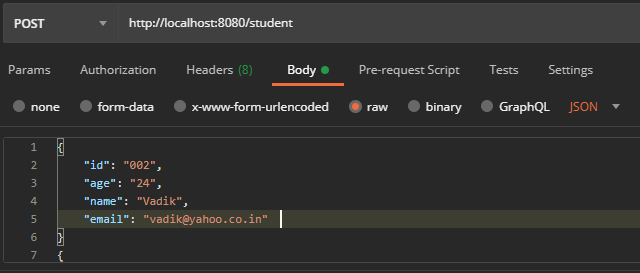 POST http://localhost:8080/student
Params Authorization Headers (8) Body Pre-request Script Tests Settings
none form-data x-www-form-urlencoded raw binary GraphQL JSON
1 {
2 "id": "002",
3 "age": "24",
4 "name": "Vadik",
5 "email": "vadik@yahoo.co.in"
6 }
7 {